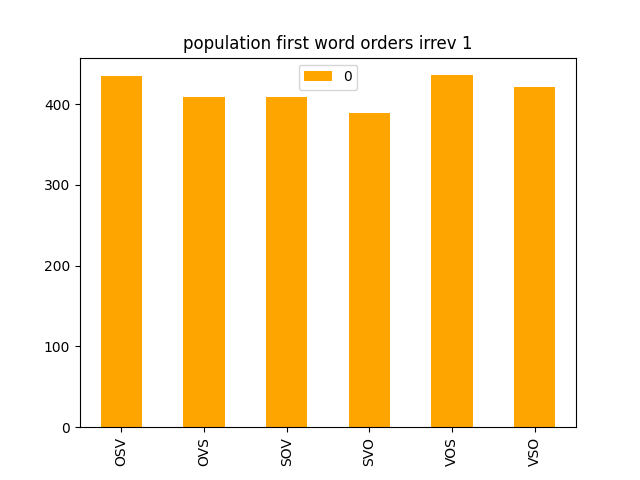 population first word orders irrev 1
0
400
300
200
100
0
OSV
OVS
SOV
SVO
VOS
VSO